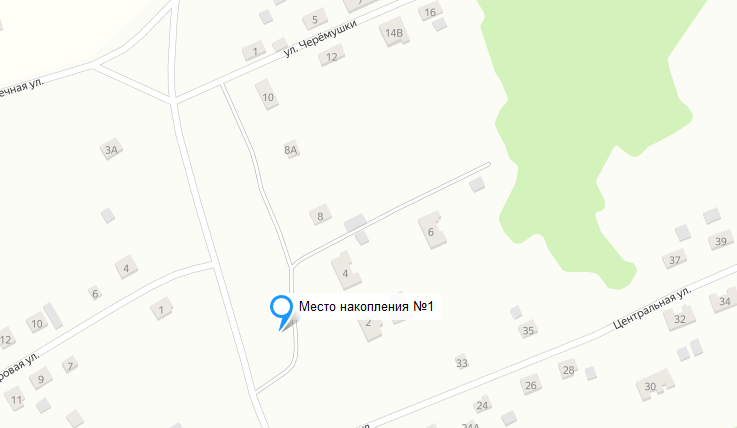 5
16
14В
ул. Черёмушки
1
12
10
ечная ул.
3А
8А
8
6
39
37
4
4
6
Место накопления №1
34
32
Центральная ул.
1
2
10
12
35
33
28
26
30
ровая ул.
7
9
11
24
24А
ул.